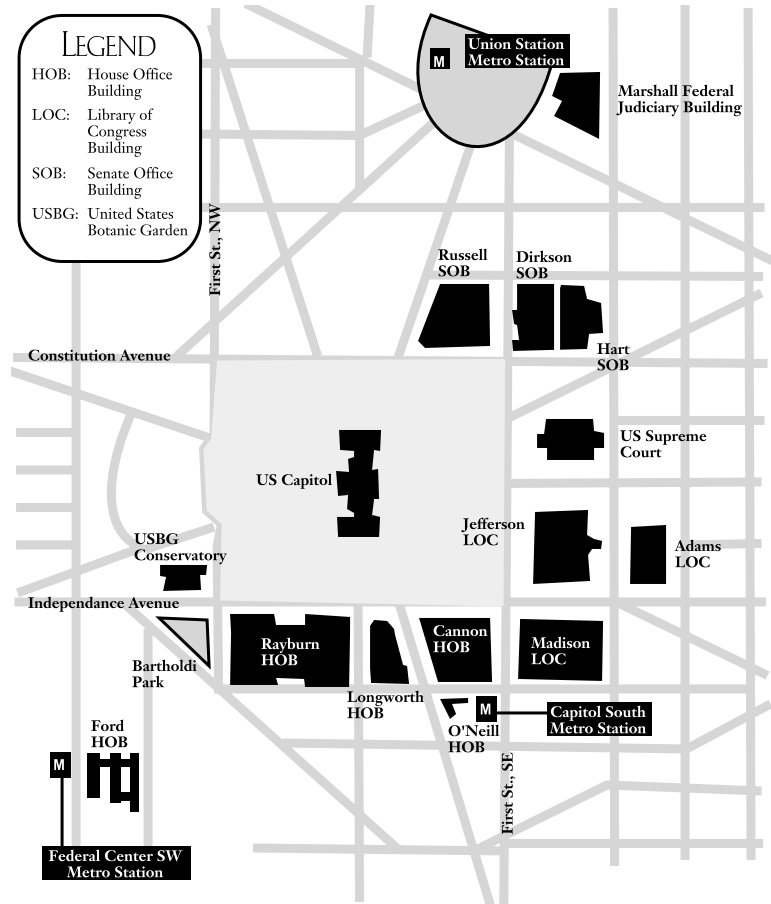 LEGEND
HOB: House Office
Building
LOC: Library of
Congress
Building
SOB: Senate Office
Building
USBG: United States
Botanic Garden
M
Union Station
Metro Station
Marshall Federal
Judiciary Building
First St., NW
Russell
SOB
Dirkson
SOB
Hart
SOB
Constitution Avenue
US Supreme
Court
US Capitol
Jefferson
LOC
Adams
LOC
USBG
Conservatory
Independance Avenue
Bartholdi
Park
Rayburn
HOB
Longworth
HOB
Cannon
HOB
Madison
LOC
M
Capitol South
Metro Station
O'Neill
HOB
First St., SE
Ford
HOB
M
Federal Center SW
Metro Station